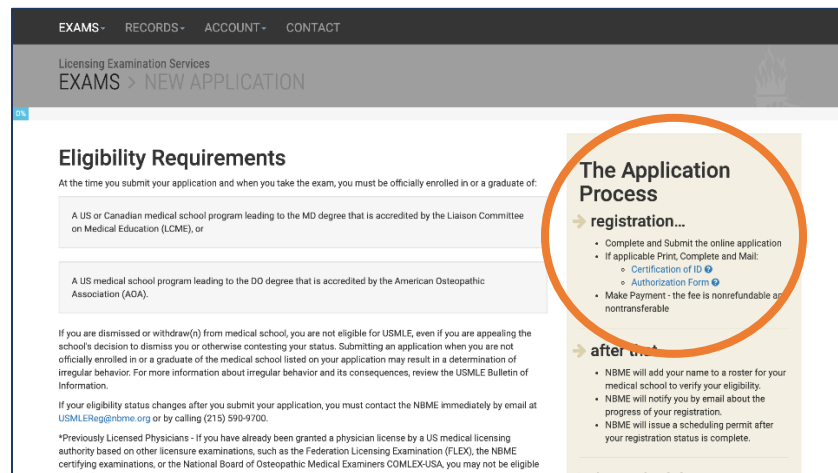 EXAMS RECORDS ACCOUNT CONTACT
Licensing Examination Services
EXAMS > NEW APPLICATION
0%
Eligibility Requirements
At the time you submit your application and when you take the exam, you must be officially enrolled in or a graduate of:
A US or Canadian medical school program leading to the MD degree that is accredited by the Liaison Committee
on Medical Education (LCME), or
A US medical school program leading to the DO degree that is accredited by the American Osteopathic
Association (AOA).
If you are dismissed or withdraw(n) from medical school, you are not eligible for USMLE, even if you are appealing the
school's decision to dismiss you or otherwise contesting your status. Submitting an application when you are not
officially enrolled in or a graduate of the medical school listed on your application may result in a determination of
irregular behavior. For more information about irregular behavior and its consequences, review the USMLE Bulletin of
Information.
If your eligibility status changes after you submit your application, you must contact the NBME immediately by email at
USMLEReg@nbme.org or by calling (215) 590-9700.
*Previously Licensed Physicians - If you have already been granted a physician license by a US medical licensing
authority based on other licensure examinations, such as the Federation Licensing Examination (FLEX), the NBME
certifying examinations, or the National Board of Osteopathic Medical Examiners COMLEX-USA, you may not be eligible
The Application
Process
registration...
• Complete and Submit the online application
• If applicable Print, Complete and Mail:
Certification of ID
Authorization Form
• Make Payment - the fee is nonrefundable and
nontransferable
after that
• NBME will add your name to a roster for your
medical school to verify your eligibility.
• NBME will notify you by email about the
progress of your registration.
• NBME will issue a scheduling permit after
your registration status is complete.